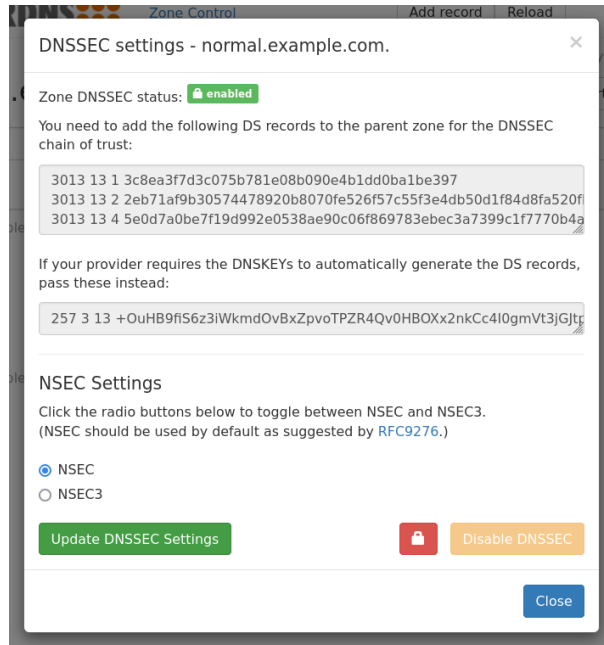 RDNS
Zone Control
Add record Reload
DNSSEC settings - normal.example.com.
×
Zone DNSSEC status: enabled
You need to add the following DS records to the parent zone for the DNSSEC
chain of trust:
3013 13 1 3c8ea3f7d3c075b781e08b090e4b1dd0ba1be397
3013 13 2 2eb71af9b30574478920b8070fe526f57c55f3e4db50d1f84d8fa520f
3013 13 4 5e0d7a0be7f19d992e0538ae90c06f869783ebec3a7399c1f7770b4a
If your provider requires the DNSKEYs to automatically generate the DS records,
pass these instead:
257 3 13 +OuHB9fiS6z3iWkmdOvBxZpvoTPZR4Qv0HBOXx2nkCc4I0gmVt3jGJtp
NSEC Settings
Click the radio buttons below to toggle between NSEC and NSEC3.
(NSEC should be used by default as suggested by RFC9276.)
NSEC
NSEC3
Update DNSSEC Settings
Disable DNSSEC
Close